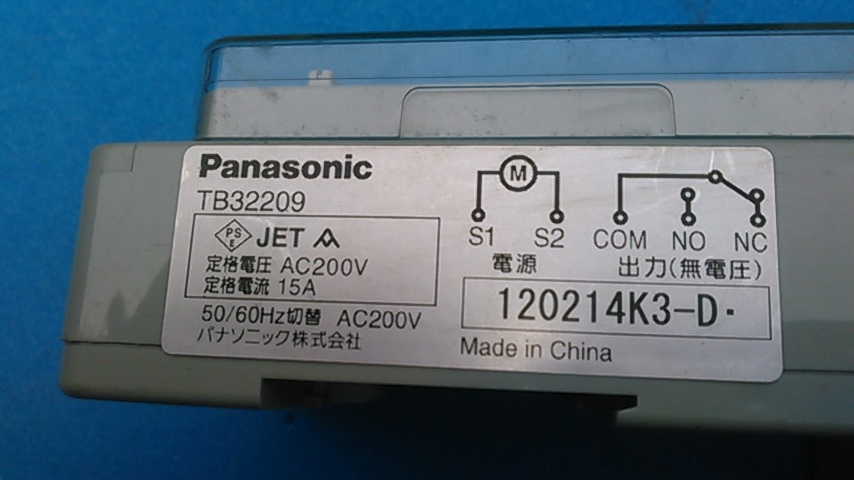 Panasonic
TB32209
PS
E
JET
定格電圧 AC200V
定格電流 15A
50/60Hz切替 AC200V
パナソニック株式会社
M
S1 S2 COM NO NC
電源 出力(無電圧)
120214K3-D·
Made in China